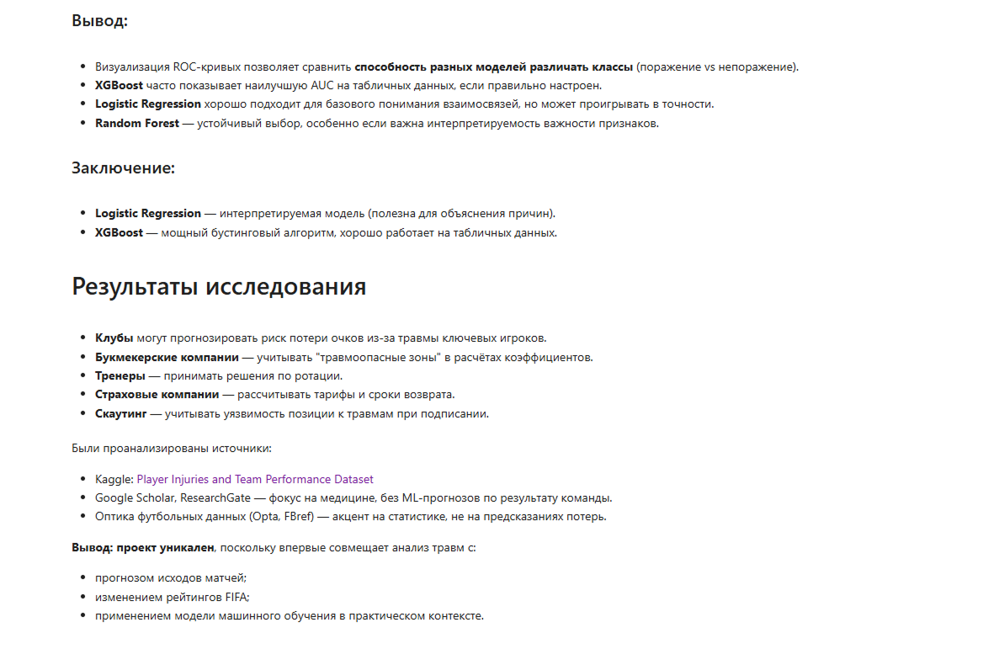 Вывод:
• Визуализация ROC-кривых позволяет сравнить способность разных моделей различать классы (поражение vs непоражение).
• XGBoost часто показывает наилучшую AUC на табличных данных, если правильно настроен.
• Logistic Regression хорошо подходит для базового понимания взаимосвязей, но может проигрывать в точности.
• Random Forest — устойчивый выбор, особенно если важна интерпретируемость важности признаков.
Заключение:
• Logistic Regression — интерпретируемая модель (полезна для объяснения причин).
• XGBoost — мощный бустинговый алгоритм, хорошо работает на табличных данных.
Результаты исследования
• Клубы могут прогнозировать риск потери очков из-за травмы ключевых игроков.
• Букмекерские компании — учитывать "травмоопасные зоны" в расчётах коэффициентов.
• Тренеры — принимать решения по ротации.
• Страховые компании — рассчитывать тарифы и сроки возврата.
• Скаутинг — учитывать уязвимость позиции к травмам при подписании.
Были проанализированы источники:
• Kaggle: Player Injuries and Team Performance Dataset
• Google Scholar, ResearchGate — фокус на медицине, без ML-прогнозов по результату команды.
• Оптика футбольных данных (Opta, FBref) — акцент на статистике, не на предсказаниях потерь.
Вывод: проект уникален, поскольку впервые совмещает анализ травм с:
• прогнозом исходов матчей;
• изменением рейтингов FIFA;
• применением модели машинного обучения в практическом контексте.